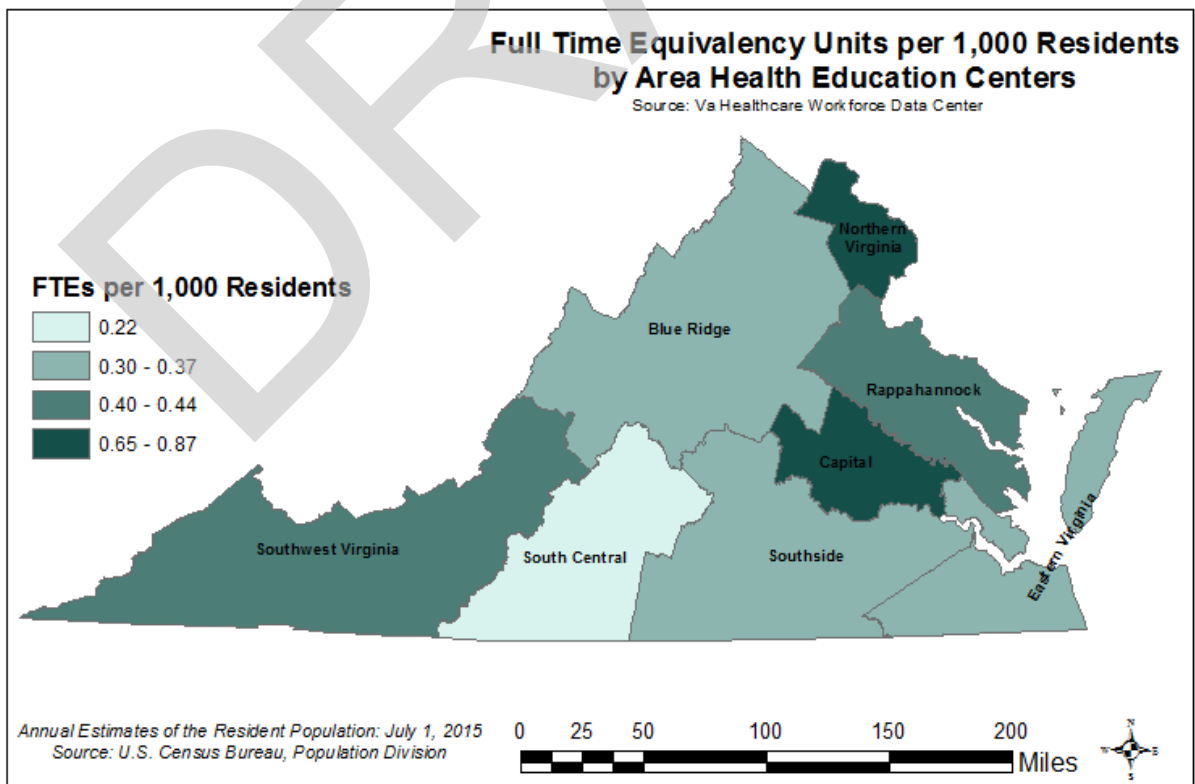 Full Time Equivalency Units per 1,000 Residents
by Area Health Education Centers
Source: Va Healthcare Workforce Data Center
Northern
Virginia
FTEs per 1,000 Residents
0.22
0.30 - 0.37
0.40 - 0.44
0.65 - 0.87
Blue Ridge
Rappahannock
Capital
Southwest Virginia
South Central
Southside
Eastern Virginia
Annual Estimates of the Resident Population: July 1, 2015
Source: U.S. Census Bureau, Population Division
0 25 50 100 150 200
Miles
N
W E
S